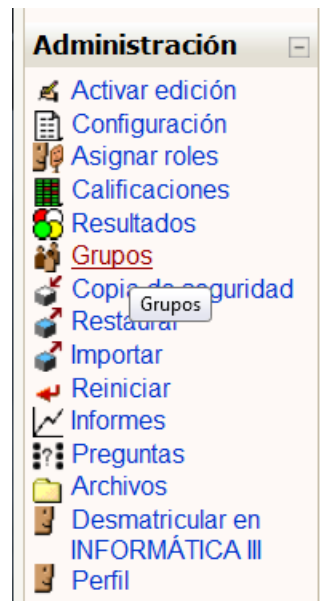 Administración
Activar edición
Configuración
Asignar roles
Calificaciones
Resultados
Grupos
Copia de seguridad
Grupos
Restaurar
Importar
Reiniciar
Informes
Preguntas
Archivos
Desmatricular en
INFORMÁTICA III
Perfil